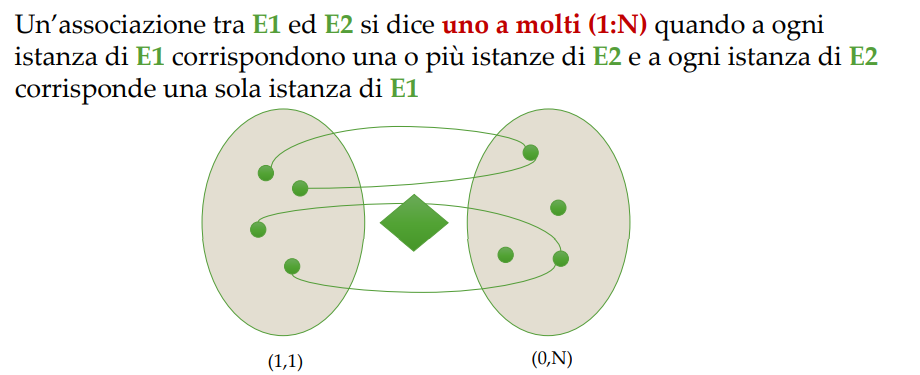 Un'associazione tra E1 ed E2 si dice uno a molti (1:N) quando a ogni
istanza di E1 corrispondono una o più istanze di E2 e a ogni istanza di E2
corrisponde una sola istanza di E1
(1,1)
(0,N)